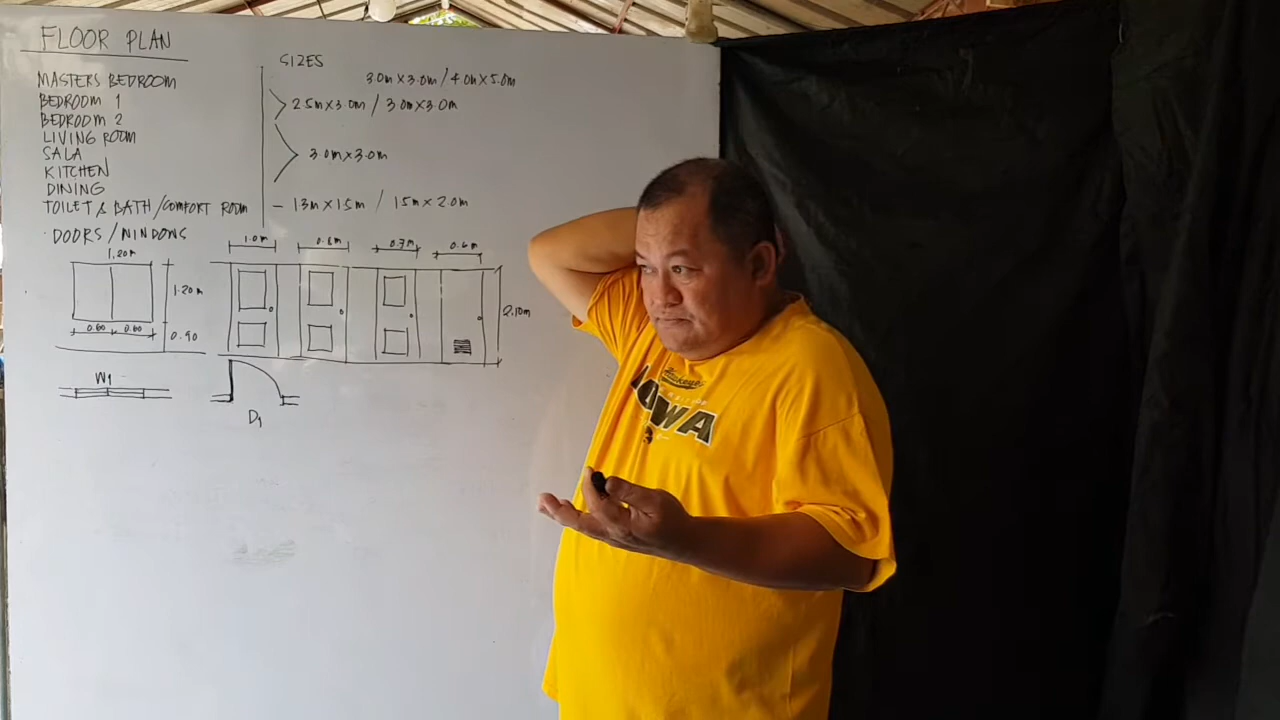 FLOOR PLAN
SIZES
MASTERS BEDROOM 3.0m x 3.0m / 4.0m x 5.0m
BEDROOM 1 2.5m x 3.0m / 3.0m x 3.0m
BEDROOM 2
LIVING ROOM
SALA 3.0m x 3.0m
KITCHEN
DINING
TOILET & BATH / COMFORT ROOM - 1.3m x 1.5m / 1.5m x 2.0m
DOORS / WINDOWS
1.0m 0.8m 0.7m 0.6m
1.20m
1.20m
2.10m
0.60 0.60 0.90
W1
D1
Hawkeyes
IOWA